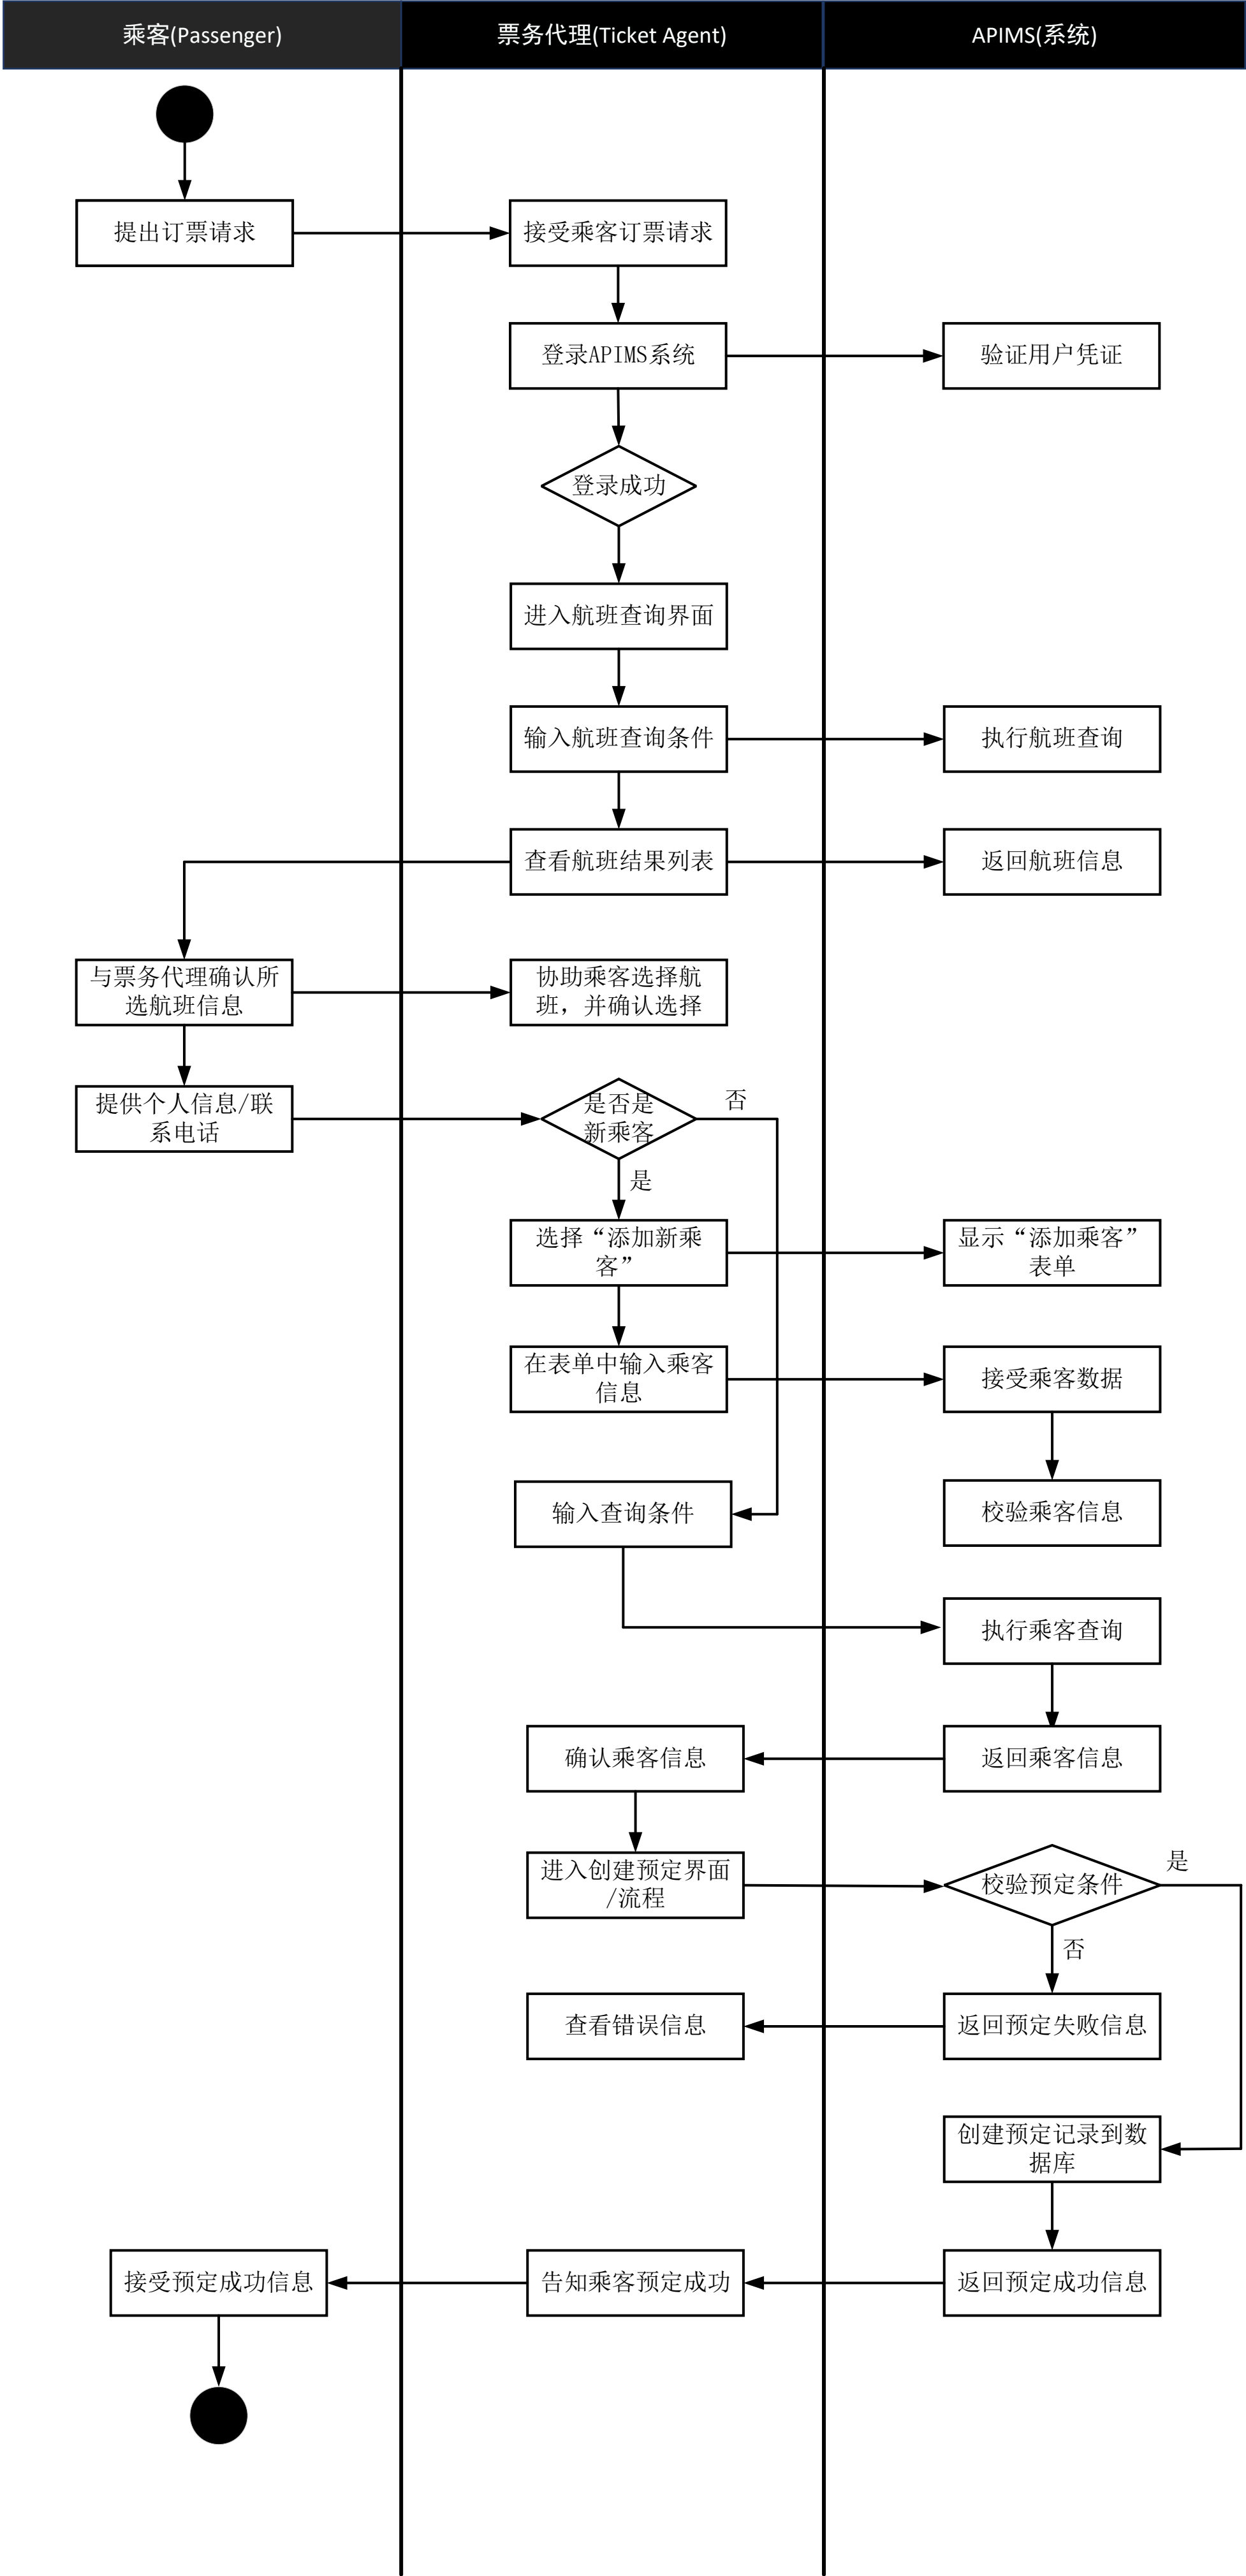 乘客(Passenger)
票务代理(Ticket Agent)
APIMS(系统)
提出订票请求
接受乘客订票请求
登录APIMS系统
验证用户凭证
登录成功
进入航班查询界面
输入航班查询条件
执行航班查询
查看航班结果列表
返回航班信息
与票务代理确认所
选航班信息
协助乘客选择航
班，并确认选择
提供个人信息/联
系电话
是否是
新乘客
否
是
选择“添加新乘
客”
显示“添加乘客”
表单
在表单中输入乘客
信息
接受乘客数据
输入查询条件
校验乘客信息
执行乘客查询
确认乘客信息
返回乘客信息
进入创建预定界面
/流程
校验预定条件
是
否
查看错误信息
返回预定失败信息
创建预定记录到数
据库
接受预定成功信息
告知乘客预定成功
返回预定成功信息